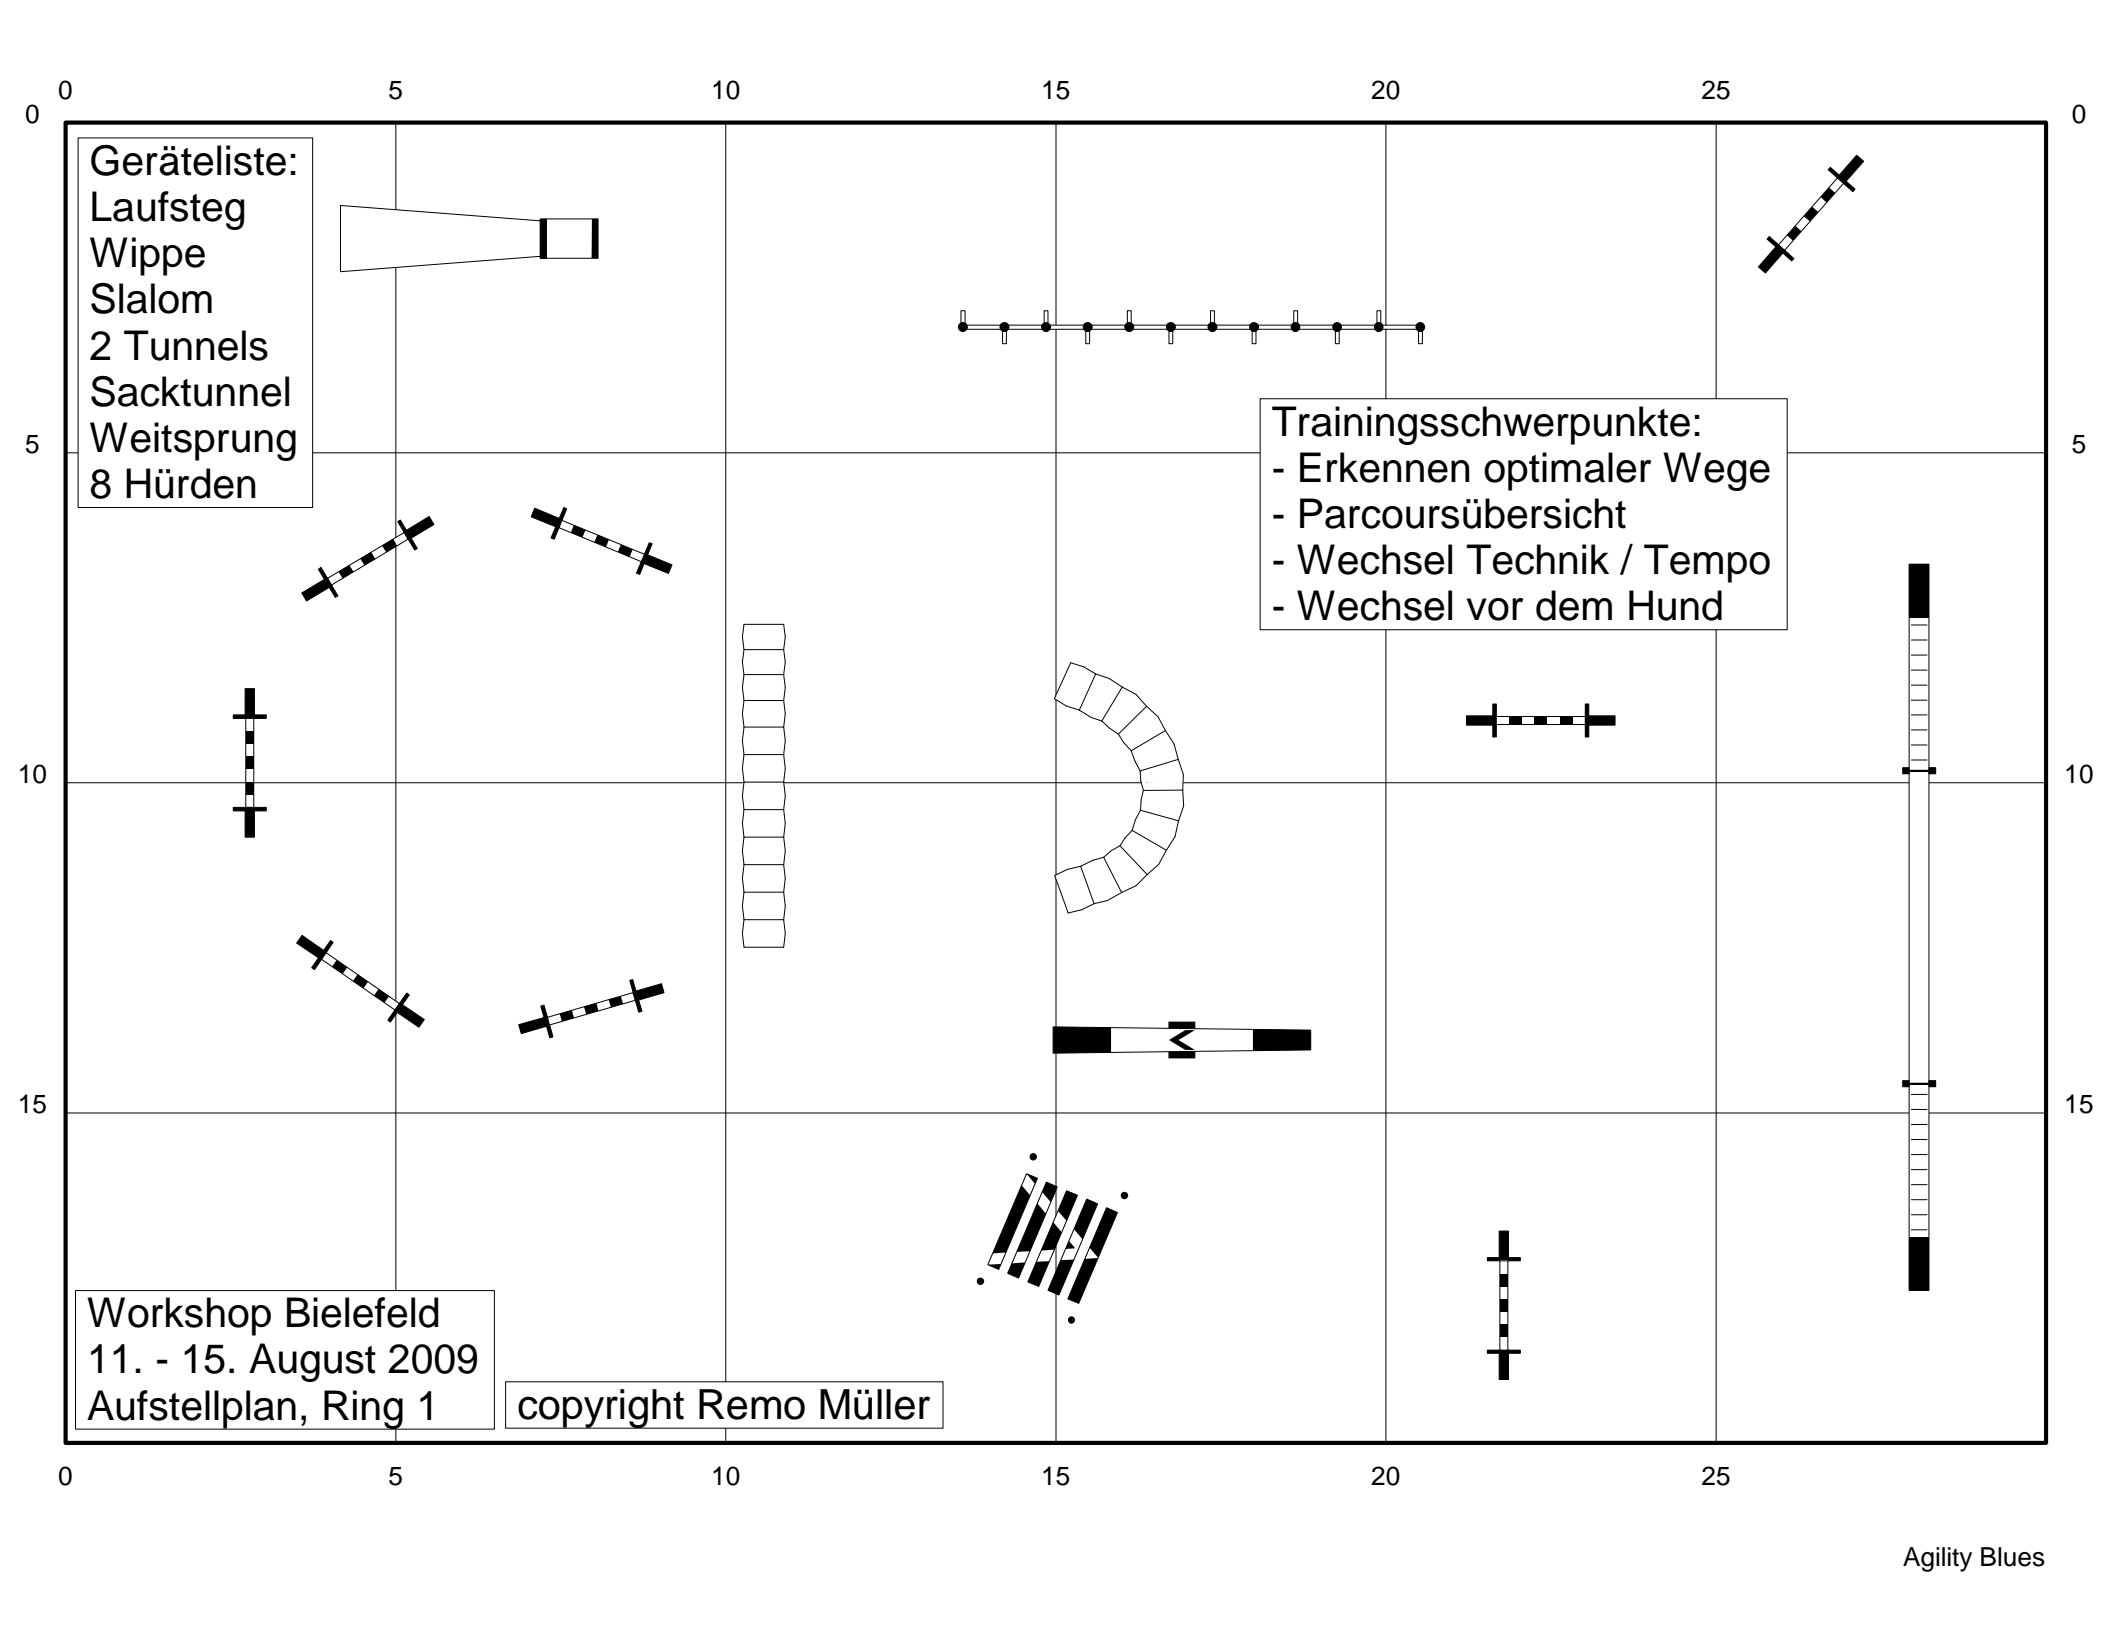 0 5 10 15 20 25
0 0
Geräteliste:
Laufsteg
Wippe
Slalom
2 Tunnels
Sacktunnel
Weitsprung
8 Hürden
5 5
Trainingsschwerpunkte:
- Erkennen optimaler Wege
- Parcoursübersicht
- Wechsel Technik / Tempo
- Wechsel vor dem Hund
10 10
15 15
Workshop Bielefeld
11. - 15. August 2009
Aufstellplan, Ring 1
copyright Remo Müller
0 5 10 15 20 25
Agility Blues